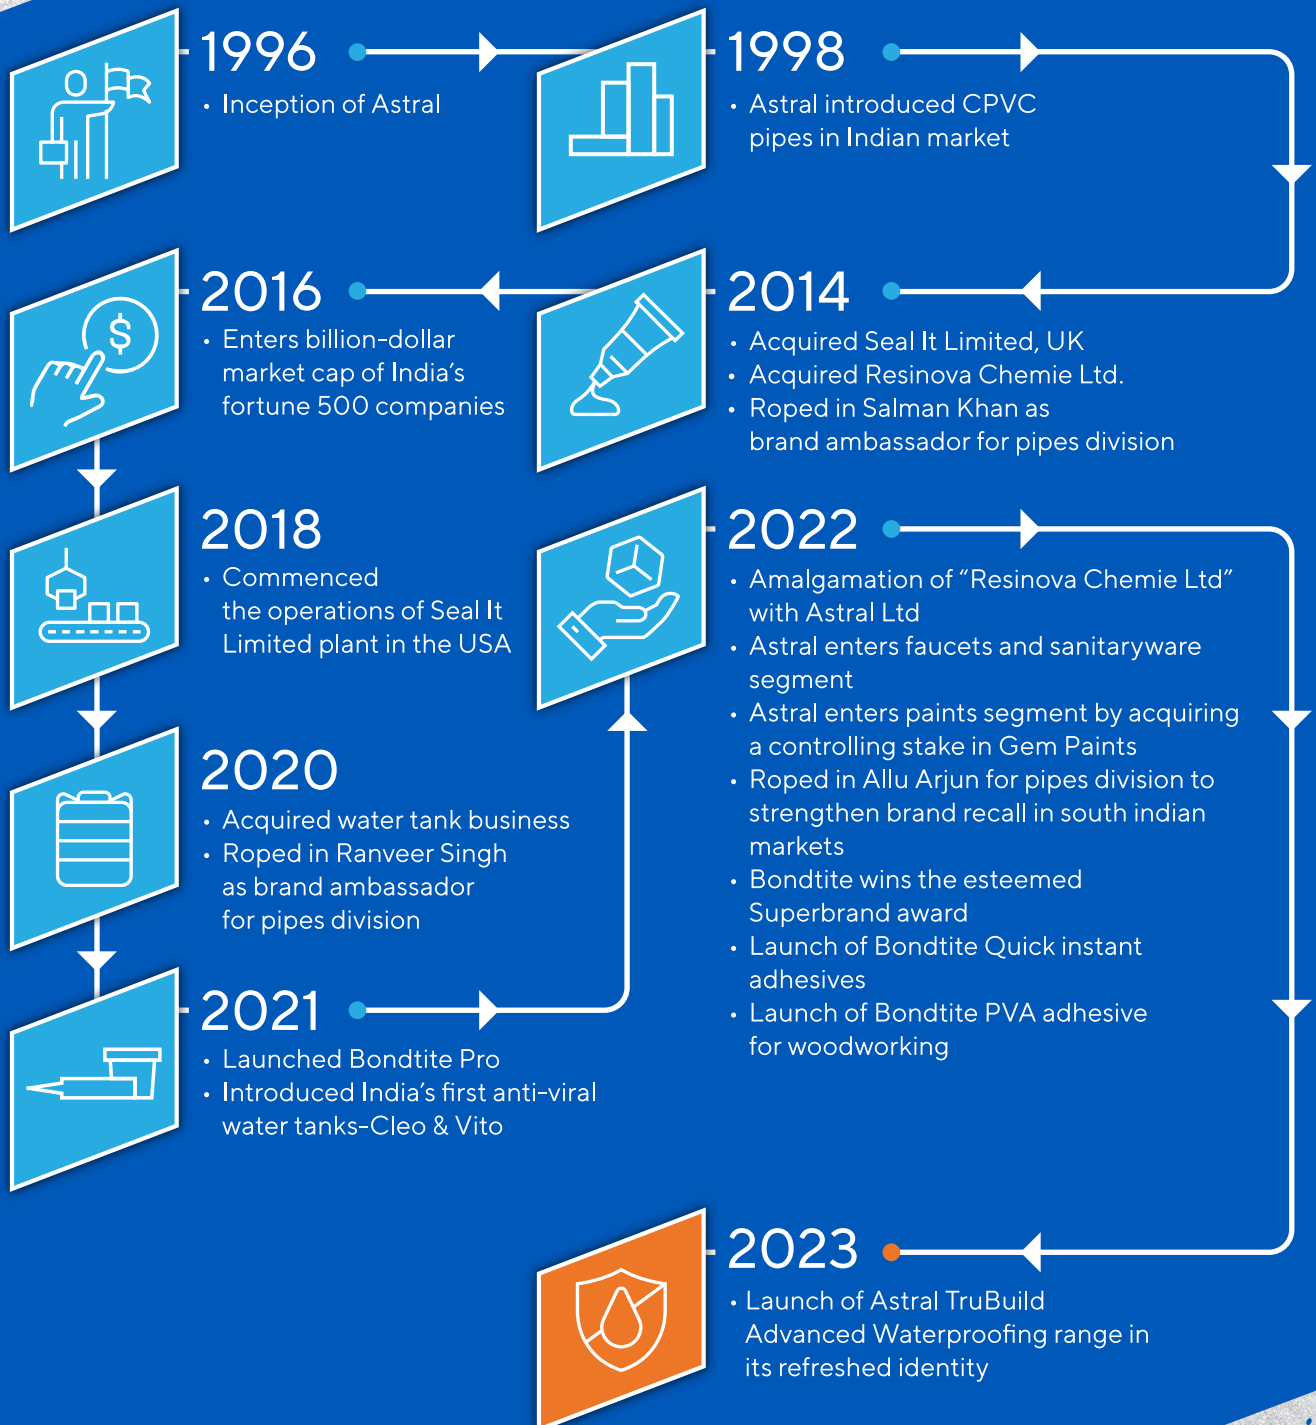 1996
• Inception of Astral
1998
• Astral introduced CPVC
pipes in Indian market
2014
• Acquired Seal It Limited, UK
• Acquired Resinova Chemie Ltd.
• Roped in Salman Khan as
brand ambassador for pipes division
2016
• Enters billion-dollar
market cap of India's
fortune 500 companies
$
2018
• Commenced
the operations of Seal It
Limited plant in the USA
2020
• Acquired water tank business
• Roped in Ranveer Singh
as brand ambassador
for pipes division
2021
• Launched Bondtite Pro
• Introduced India's first anti-viral
water tanks-Cleo & Vito
2022
• Amalgamation of “Resinova Chemie Ltd”
with Astral Ltd
• Astral enters faucets and sanitaryware
segment
• Astral enters paints segment by acquiring
a controlling stake in Gem Paints
• Roped in Allu Arjun for pipes division to
strengthen brand recall in south indian
markets
• Bondtite wins the esteemed
Superbrand award
• Launch of Bondtite Quick instant
adhesives
• Launch of Bondtite PVA adhesive
for woodworking
2023
• Launch of Astral TruBuild
Advanced Waterproofing range in
its refreshed identity